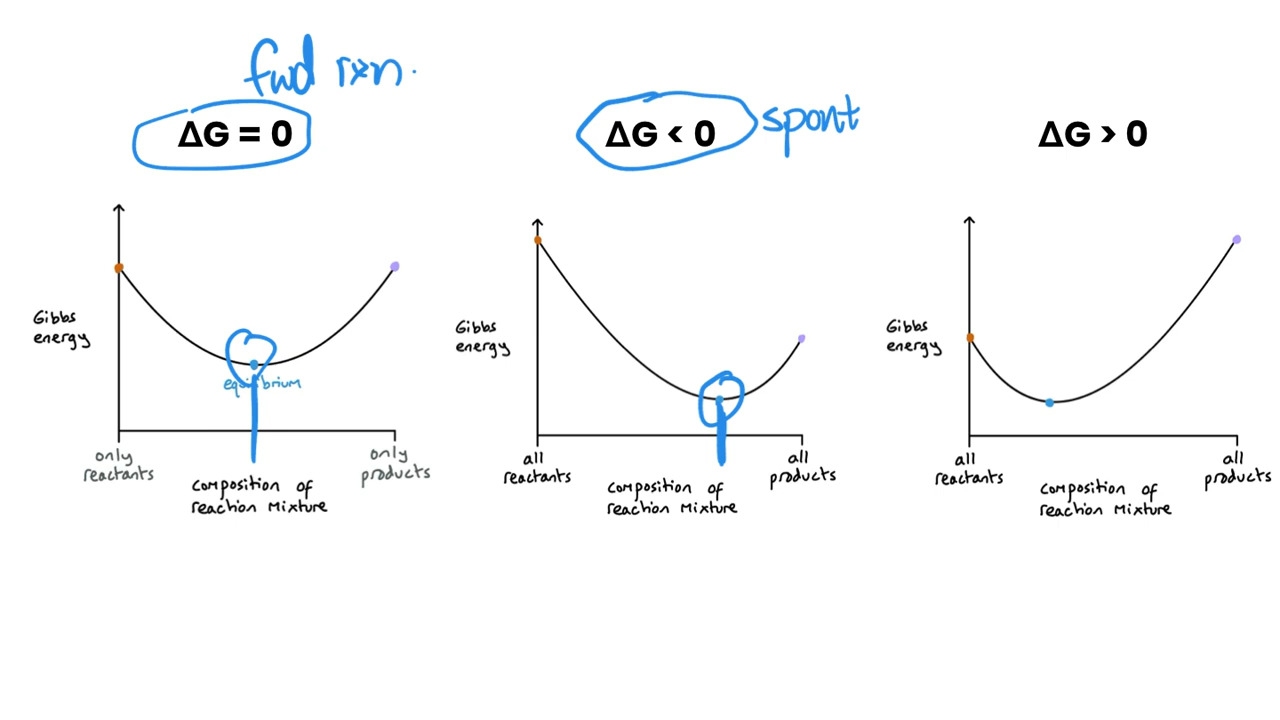 fwd rxn.
ΔG = 0
ΔG < 0
spont
ΔG > 0
Gibbs
energy
equilibrium
only
reactants
only
products
composition of
reaction Mixture
Gibbs
energy
all
reactants
all
products
composition of
reaction Mixture
Gibbs
energy
all
reactants
all
products
composition of
reaction Mixture